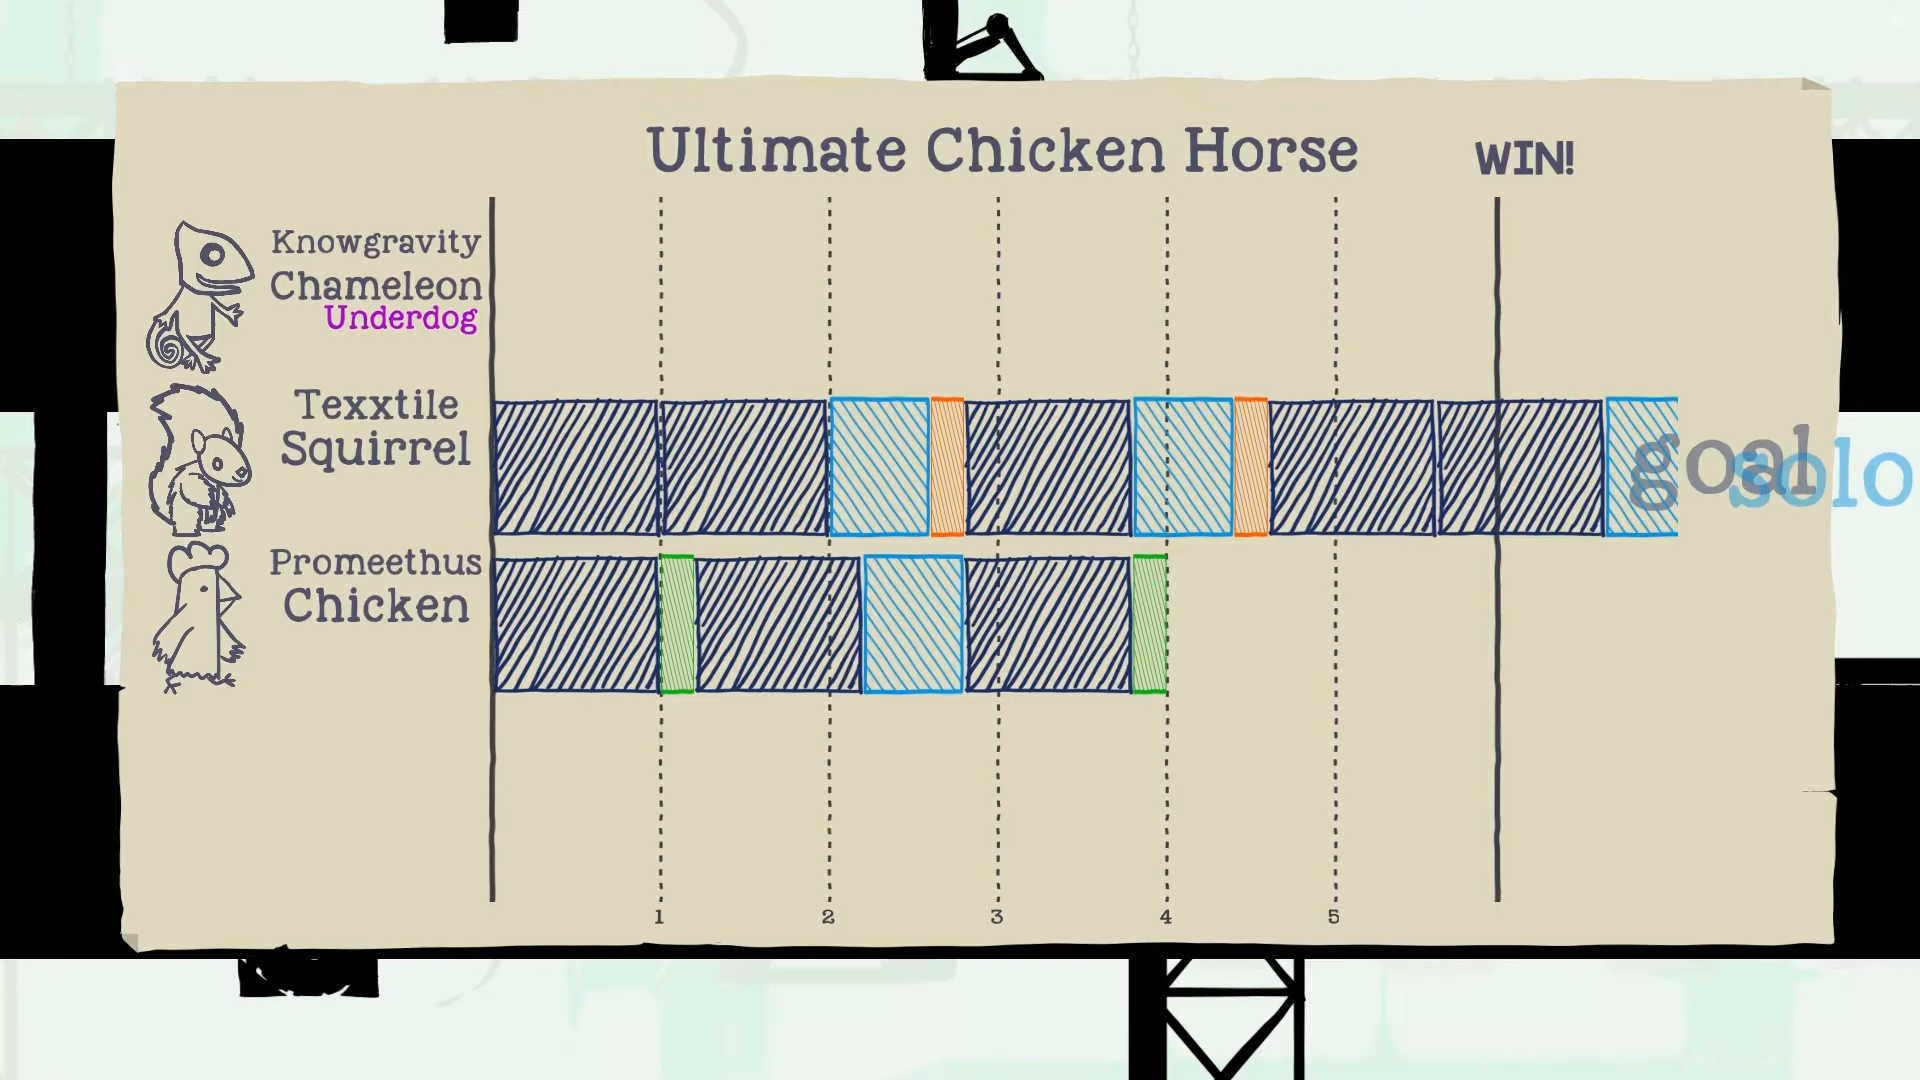 Ultimate Chicken Horse
WIN!
Knowgravity
Chameleon
Underdog
Texxtile
Squirrel
goal
solo
Promeethus
Chicken
1 2 3 4 5